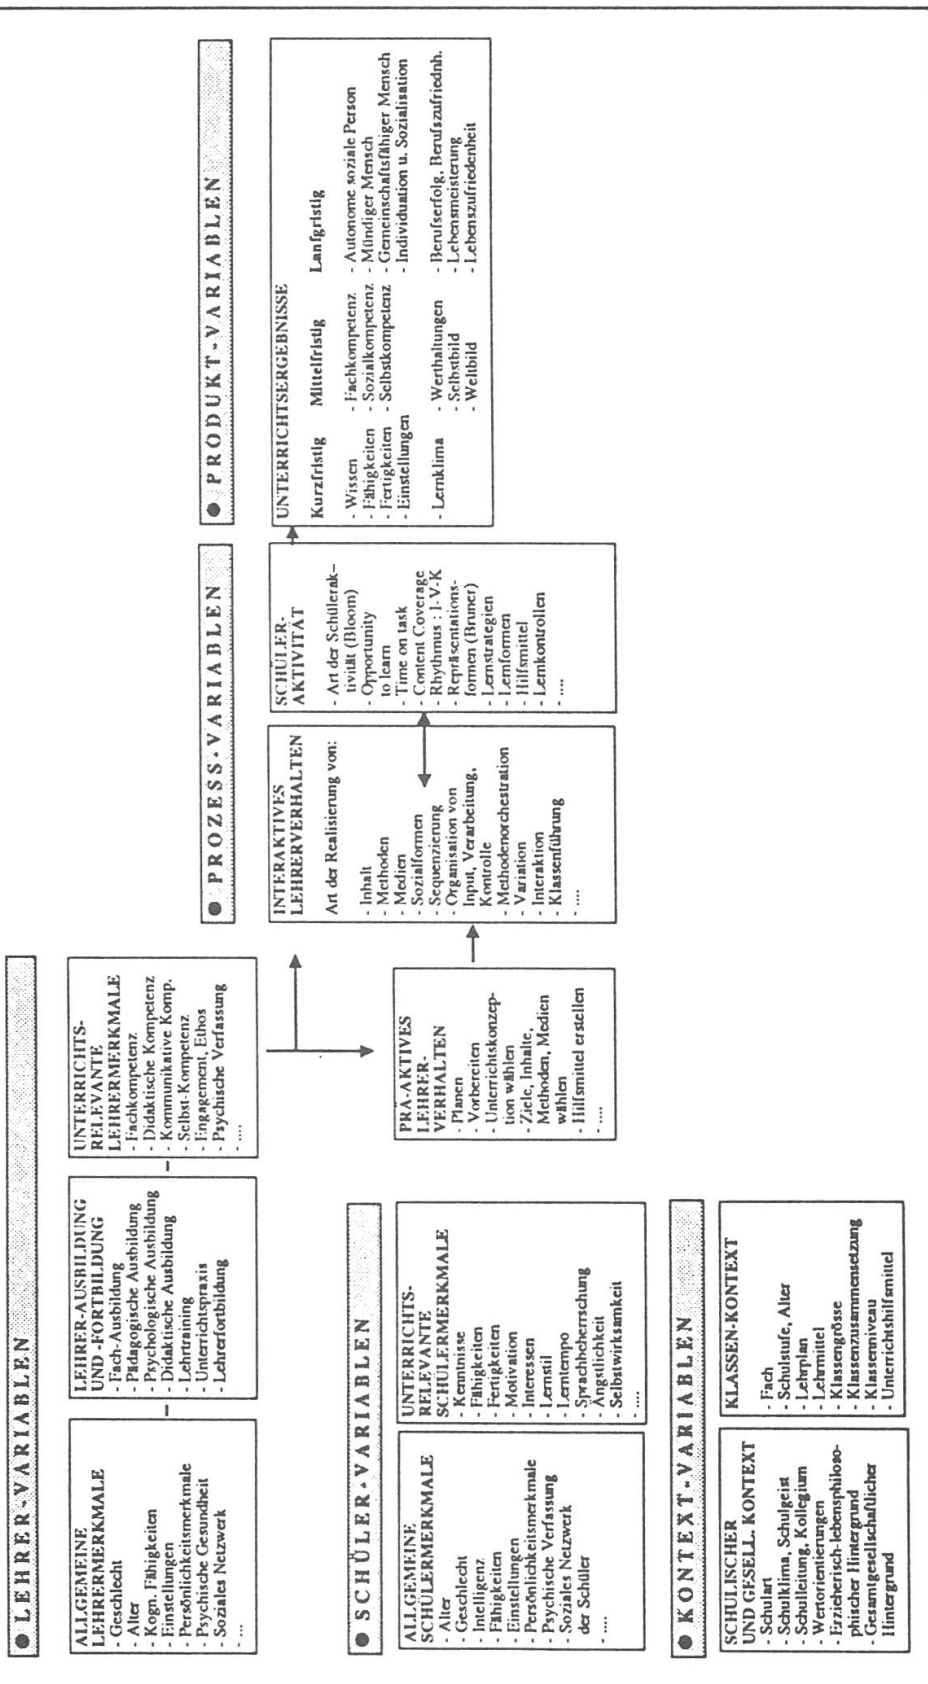 ● LEHRER-VARIABLEN
ALLGEMEINE
LEHRERMERKMALE
- Geschlecht
- Alter
- Kogn. Fähigkeiten
- Einstellungen
- Persönlichkeitsmerkmale
- Psychische Gesundheit
- Soziales Netzwerk
- ...
LEHRER-AUSBILDUNG
UND -FORTBILDUNG
- Fach-Ausbildung
- Pädagogische Ausbildung
- Psychologische Ausbildung
- Didaktische Ausbildung
- Lehrtraining
- Unterrichtspraxis
- Lehrerfortbildung
UNTERRICHTS-
RELEVANTE
LEHRERMERKMALE
- Fachkompetenz
- Didaktische Kompetenz
- Kommunikative Komp.
- Selbst-Kompetenz
- Engagement, Ethos
- Psychische Verfassung
- ....
● SCHÜLER-VARIABLEN
ALLGEMEINE
SCHÜLERMERKMALE
- Alter
- Geschlecht
- Intelligenz
- Fähigkeiten
- Einstellungen
- Persönlichkeitsmerkmale
- Psychische Verfassung
- Soziales Netzwerk
der Schüler
- ....
UNTERRICHTS-
RELEVANTE
SCHÜLERMERKMALE
- Kenntnisse
- Fähigkeiten
- Fertigkeiten
- Motivation
- Interessen
- Lernstil
- Lerntempo
- Sprachbeherrschung
- Ängstlichkeit
- Selbstwirksamkeit
- ....
PRÄ-AKTIVES
LEHRER-
VERHALTEN
- Planen
- Vorbereiten
- Unterrichtskonzep-
tion wählen
- Ziele, Inhalte,
Methoden, Medien
wählen
- Hilfsmittel erstellen
- ....
● KONTEXT-VARIABLEN
SCHULISCHER
UND GESELL. KONTEXT
- Schulart
- Schulklima, Schulgeist
- Schulleitung, Kollegium
- Wertorientierungen
- Erzieherisch-lebensphiloso-
phischer Hintergrund
- Gesamtgesellschaftlicher
Hintergrund
KLASSEN-KONTEXT
- Fach
- Schulstufe, Alter
- Lehrplan
- Lehrmittel
- Klassengrösse
- Klassenzusammensetzung
- Klassenniveau
- Unterrichtshilfsmittel
● PROZESS-VARIABLEN
INTERAKTIVES
LEHRERVERHALTEN
Art der Realisierung von:
- Inhalt
- Methoden
- Medien
- Sozialformen
- Sequenzierung
- Organisation von
Input, Verarbeitung,
Kontrolle
- Methodenorchestration
- Variation
- Interaktion
- Klassenführung
- ....
SCHÜLER-
AKTIVITÄT
- Art der Schülerak-
tivität (Bloom)
- Opportunity
to learn
- Time on task
- Content Coverage
- Rhythmus : I-V-K
- Repräsentations-
formen (Bruner)
- Lernstrategien
- Lernformen
- Hilfsmittel
- Lernkontrollen
- ....
● PRODUKT-VARIABLEN
UNTERRICHTSERGEBNISSE
Kurzfristig Mittelfristig Lanfgristig
- Wissen - Fachkompetenz - Autonome soziale Person
- Fähigkeiten - Sozialkompetenz - Mündiger Mensch
- Fertigkeiten - Selbstkompetenz - Gemeinschaftsfähiger Mensch
- Einstellungen - Individuation u. Sozialisation
- Lernklima - Werthaltungen - Berufserfolg, Berufszufriednh.
- Selbstbild - Lebensmeisterung
- Weltbild - Lebenszufriedenheit